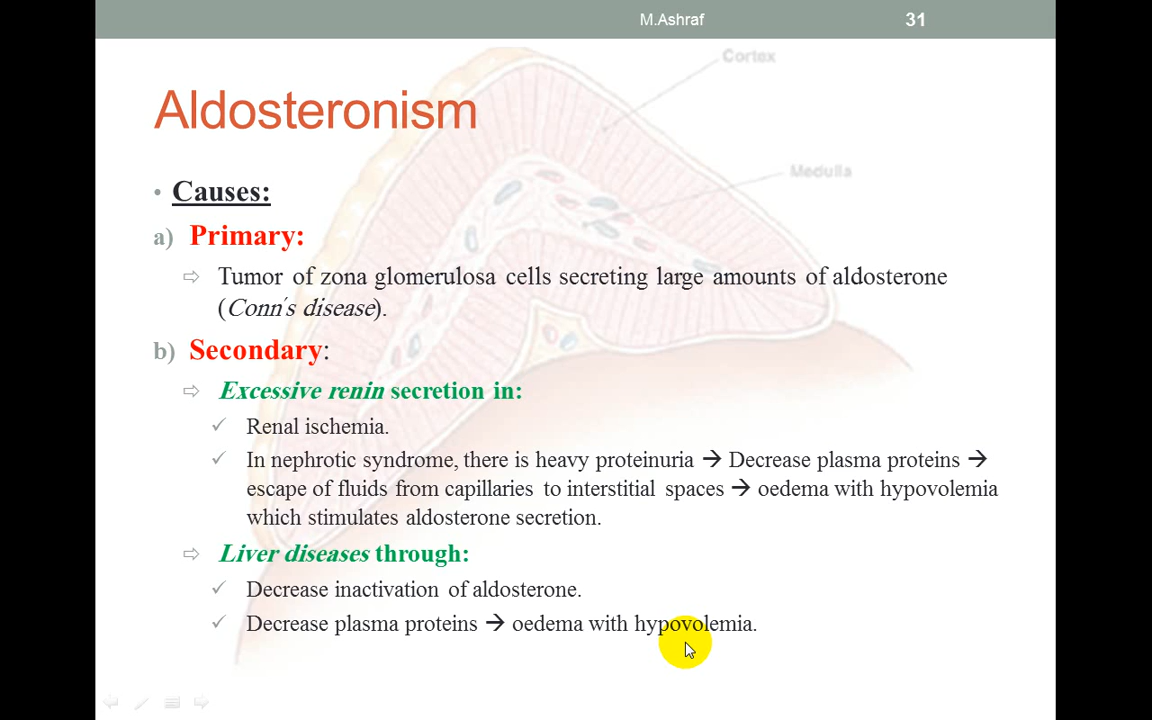 M.Ashraf 31
Cortex
Aldosteronism
Medulla
• Causes:
a) Primary:
⇨ Tumor of zona glomerulosa cells secreting large amounts of aldosterone
(Conn's disease).
b) Secondary:
⇨ Excessive renin secretion in:
✓ Renal ischemia.
✓ In nephrotic syndrome, there is heavy proteinuria → Decrease plasma proteins →
escape of fluids from capillaries to interstitial spaces → oedema with hypovolemia
which stimulates aldosterone secretion.
⇨ Liver diseases through:
✓ Decrease inactivation of aldosterone.
✓ Decrease plasma proteins → oedema with hypovolemia.